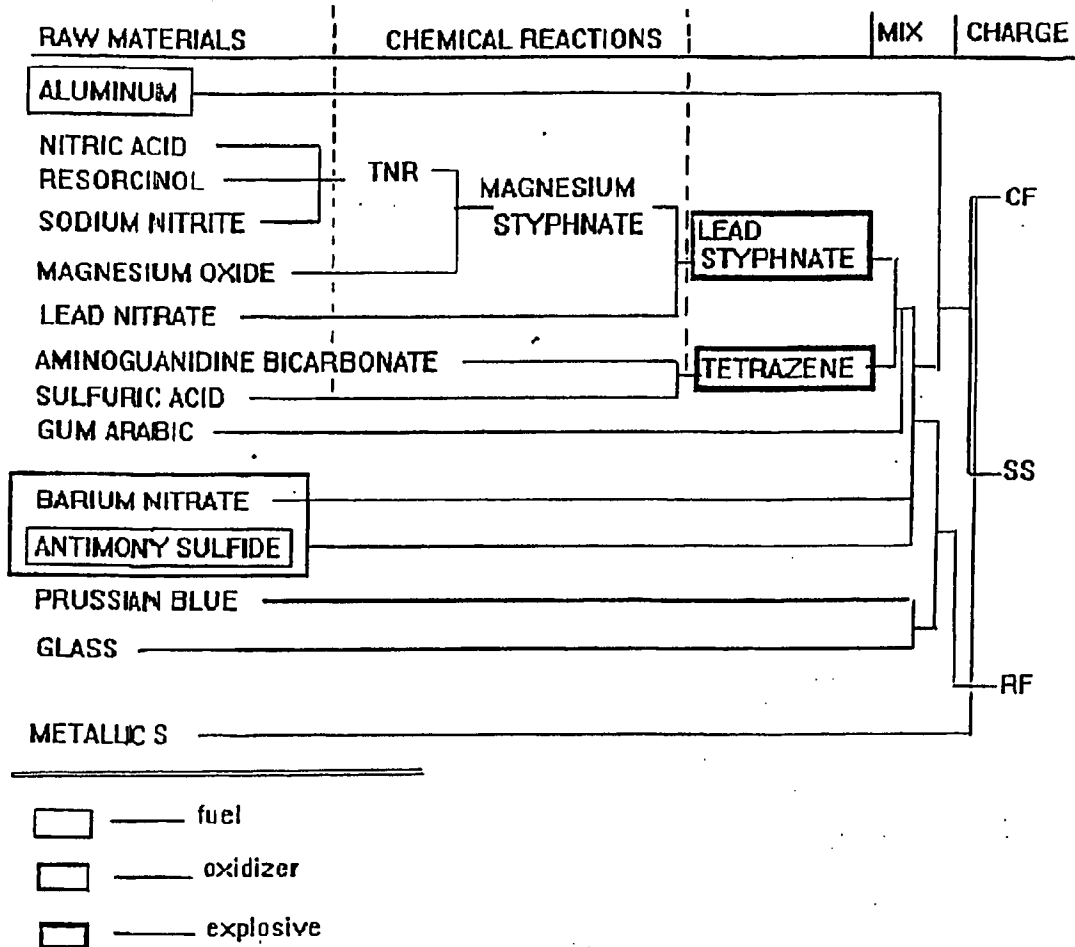 RAW MATERIALS CHEMICAL REACTIONS MIX CHARGE
ALUMINUM
NITRIC ACID
RESORCINOL
SODIUM NITRITE
TNR
MAGNESIUM
STYPHNATE
MAGNESIUM OXIDE
LEAD
STYPHNATE
LEAD NITRATE
AMINOGUANIDINE BICARBONATE
TETRAZENE
SULFURIC ACID
GUM ARABIC
BARIUM NITRATE
ANTIMONY SULFIDE
PRUSSIAN BLUE
GLASS
METALLIC S
CF
SS
RF
fuel
oxidizer
explosive